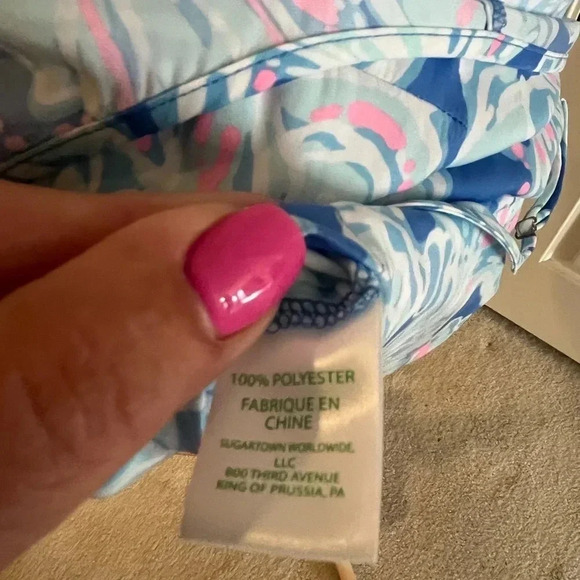 100% POLYESTER
FABRIQUE EN
CHINE
SUGARTOWN WORLDWIDE,
LLC
800 THIRD AVENUE
KING OF PRUSSIA, PA